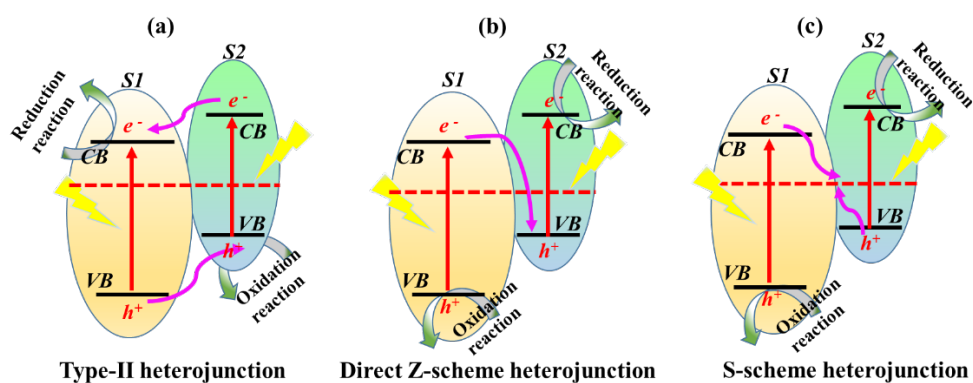 (a)
S1
S2
Reduction
reaction
e -
e -
CB
CB
VB
h+
VB
h+
Oxidation
reaction
Type-II heterojunction
(b)
S1
S2
Reduction
reaction
e -
e -
CB
CB
VB
h+
VB
h+
Oxidation
reaction
Direct Z-scheme heterojunction
(c)
S1
S2
Reduction
reaction
e -
e -
CB
CB
VB
h+
VB
h+
Oxidation
reaction
S-scheme heterojunction